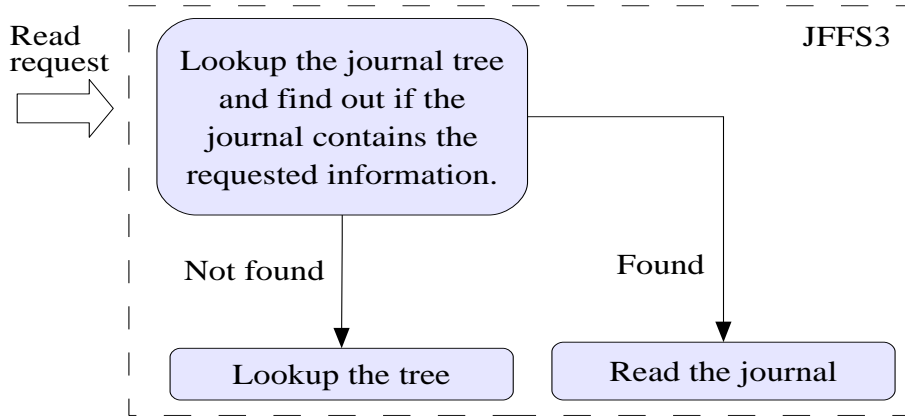 Read
request
JFFS3
Lookup the journal tree
and find out if the
journal contains the
requested information.
Not found
Found
Lookup the tree
Read the journal